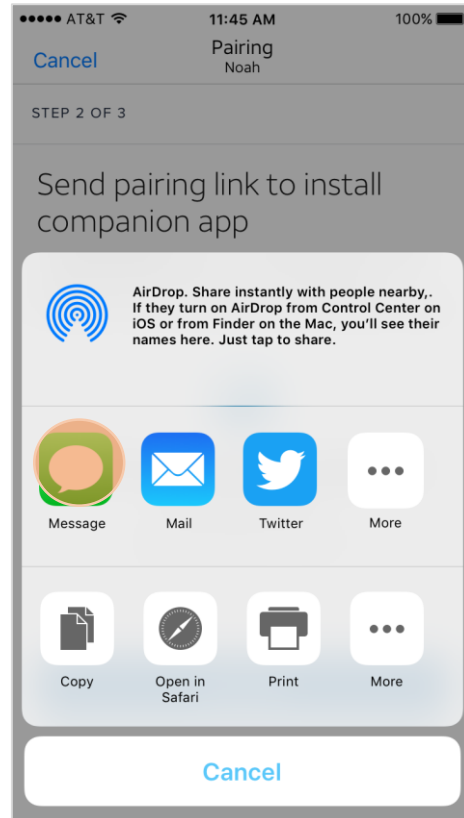 AT&T 11:45 AM 100%
Cancel Pairing
Noah
STEP 2 OF 3
Send pairing link to install
companion app
AirDrop. Share instantly with people nearby,.
If they turn on AirDrop from Control Center on
iOS or from Finder on the Mac, you'll see their
names here. Just tap to share.
Message Mail Twitter More
Copy Open in Print More
Safari
Cancel